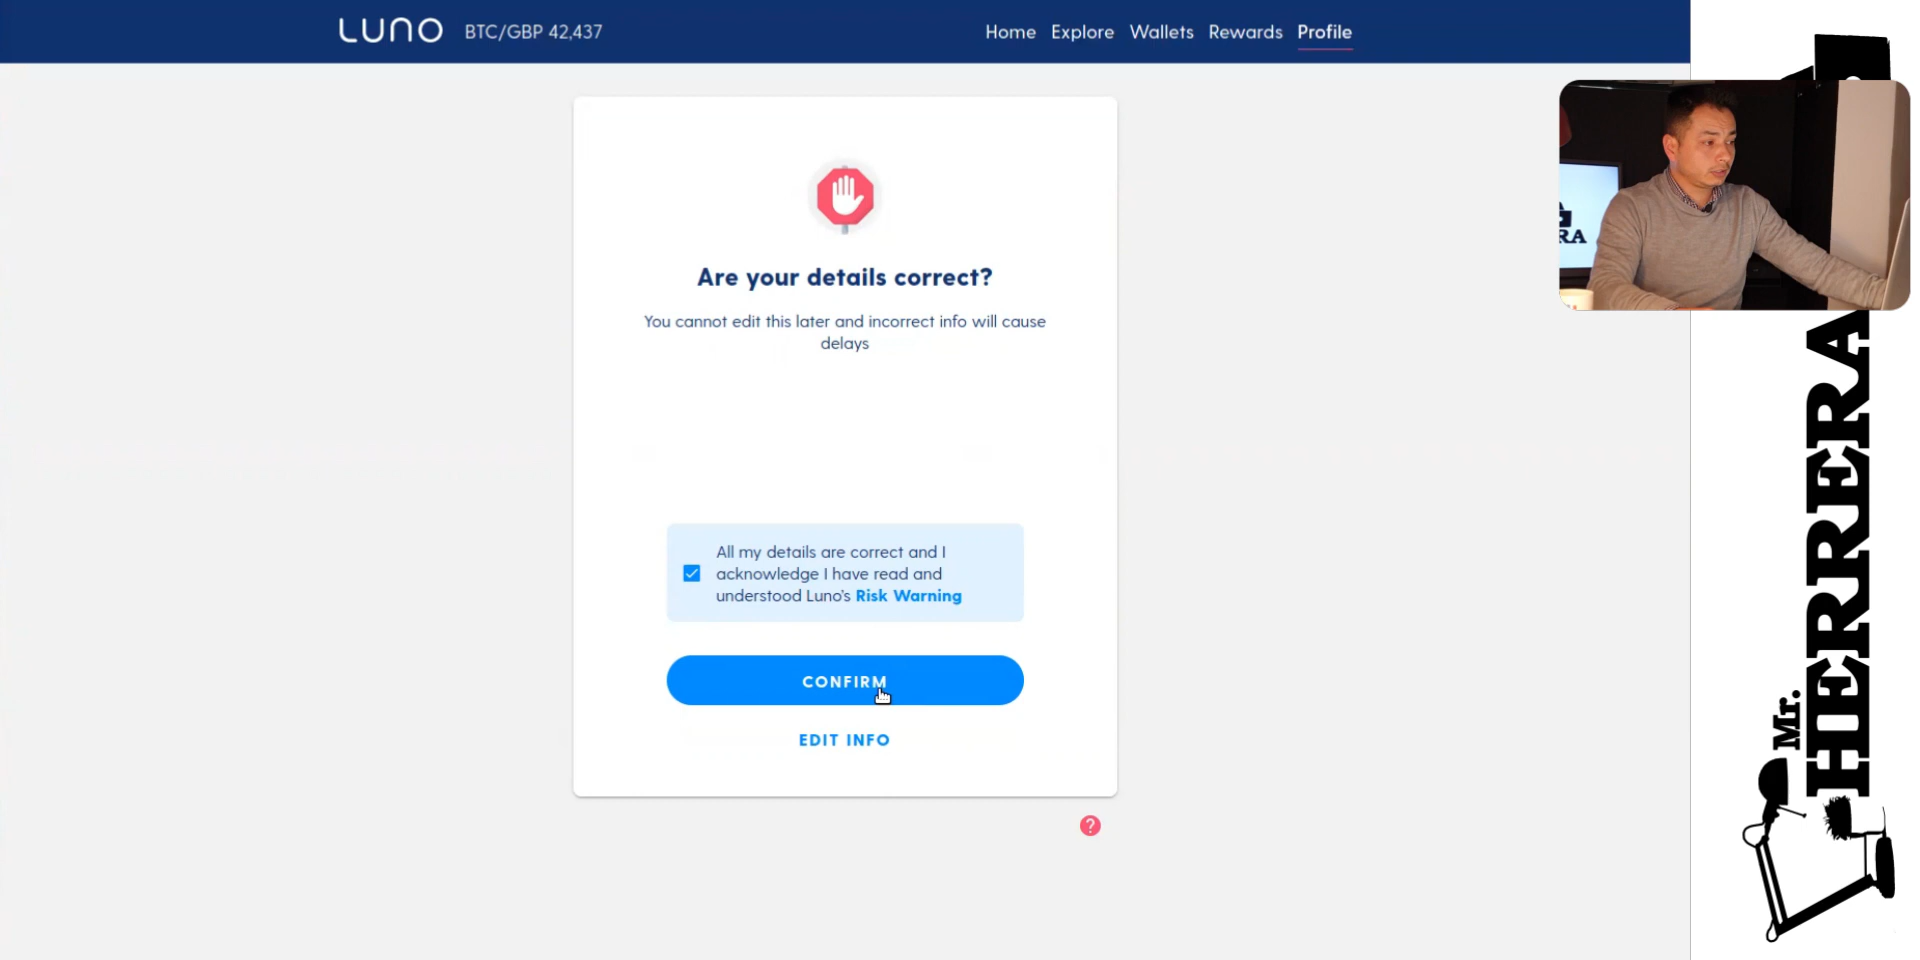 LUNO BTC/GBP 42,437 Home Explore Wallets Rewards Profile
Are your details correct?
You cannot edit this later and incorrect info will cause
delays
All my details are correct and I
acknowledge I have read and
understood Luno's Risk Warning
CONFIRM
EDIT INFO
?
RA
Mr.
HERRERA